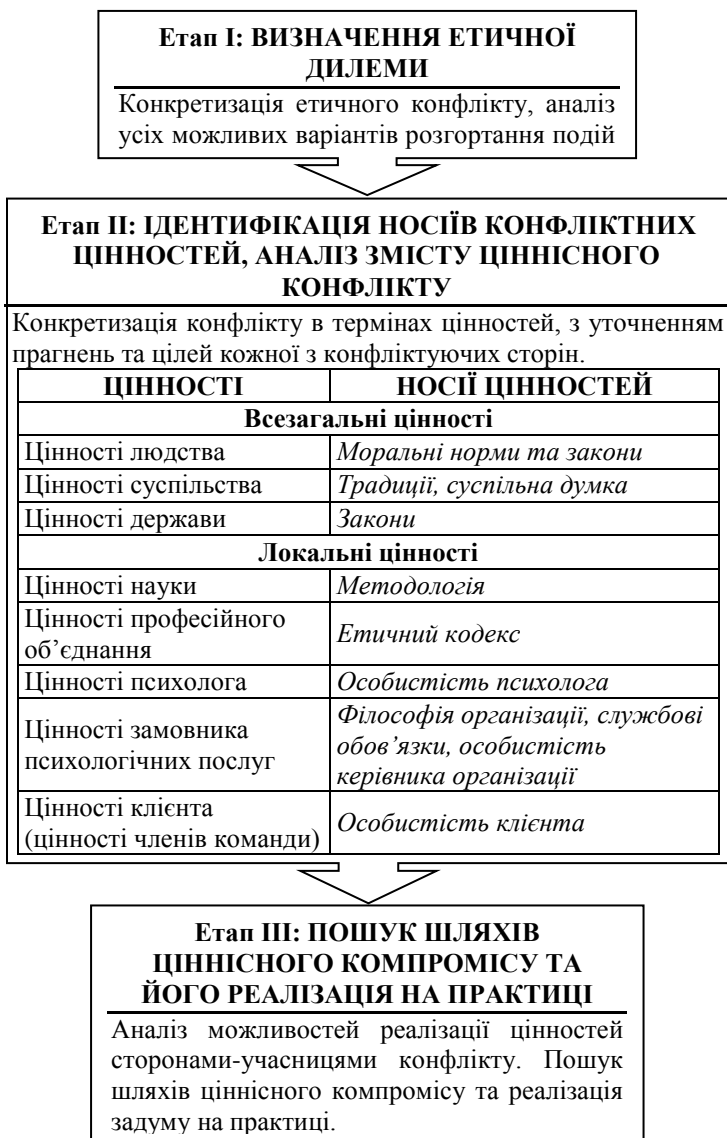 Етап I: ВИЗНАЧЕННЯ ЕТИЧНОЇ
ДИЛЕМИ
Конкретизація етичного конфлікту, аналіз
усіх можливих варіантів розгортання подій
Етап II: ІДЕНТИФІКАЦІЯ НОСІЇВ КОНФЛІКТНИХ
ЦІННОСТЕЙ, АНАЛІЗ ЗМІСТУ ЦІННІСНОГО
КОНФЛІКТУ
Конкретизація конфлікту в термінах цінностей, з уточненням
прагнень та цілей кожної з конфліктуючих сторін.
ЦІННОСТІ НОСІЇ ЦІННОСТЕЙ
Всезагальні цінності
Цінності людства Моральні норми та закони
Цінності суспільства Традиції, суспільна думка
Цінності держави Закони
Локальні цінності
Цінності науки Методологія
Цінності професійного
об’єднання
Етичний кодекс
Цінності психолога Особистість психолога
Цінності замовника
психологічних послуг
Філософія організації, службові
обов’язки, особистість
керівника організації
Цінності клієнта
(цінності членів команди)
Особистість клієнта
Етап III: ПОШУК ШЛЯХІВ
ЦІННІСНОГО КОМПРОМІСУ ТА
ЙОГО РЕАЛІЗАЦІЯ НА ПРАКТИЦІ
Аналіз можливостей реалізації цінностей
сторонами-учасницями конфлікту. Пошук
шляхів ціннісного компромісу та реалізація
задуму на практиці.